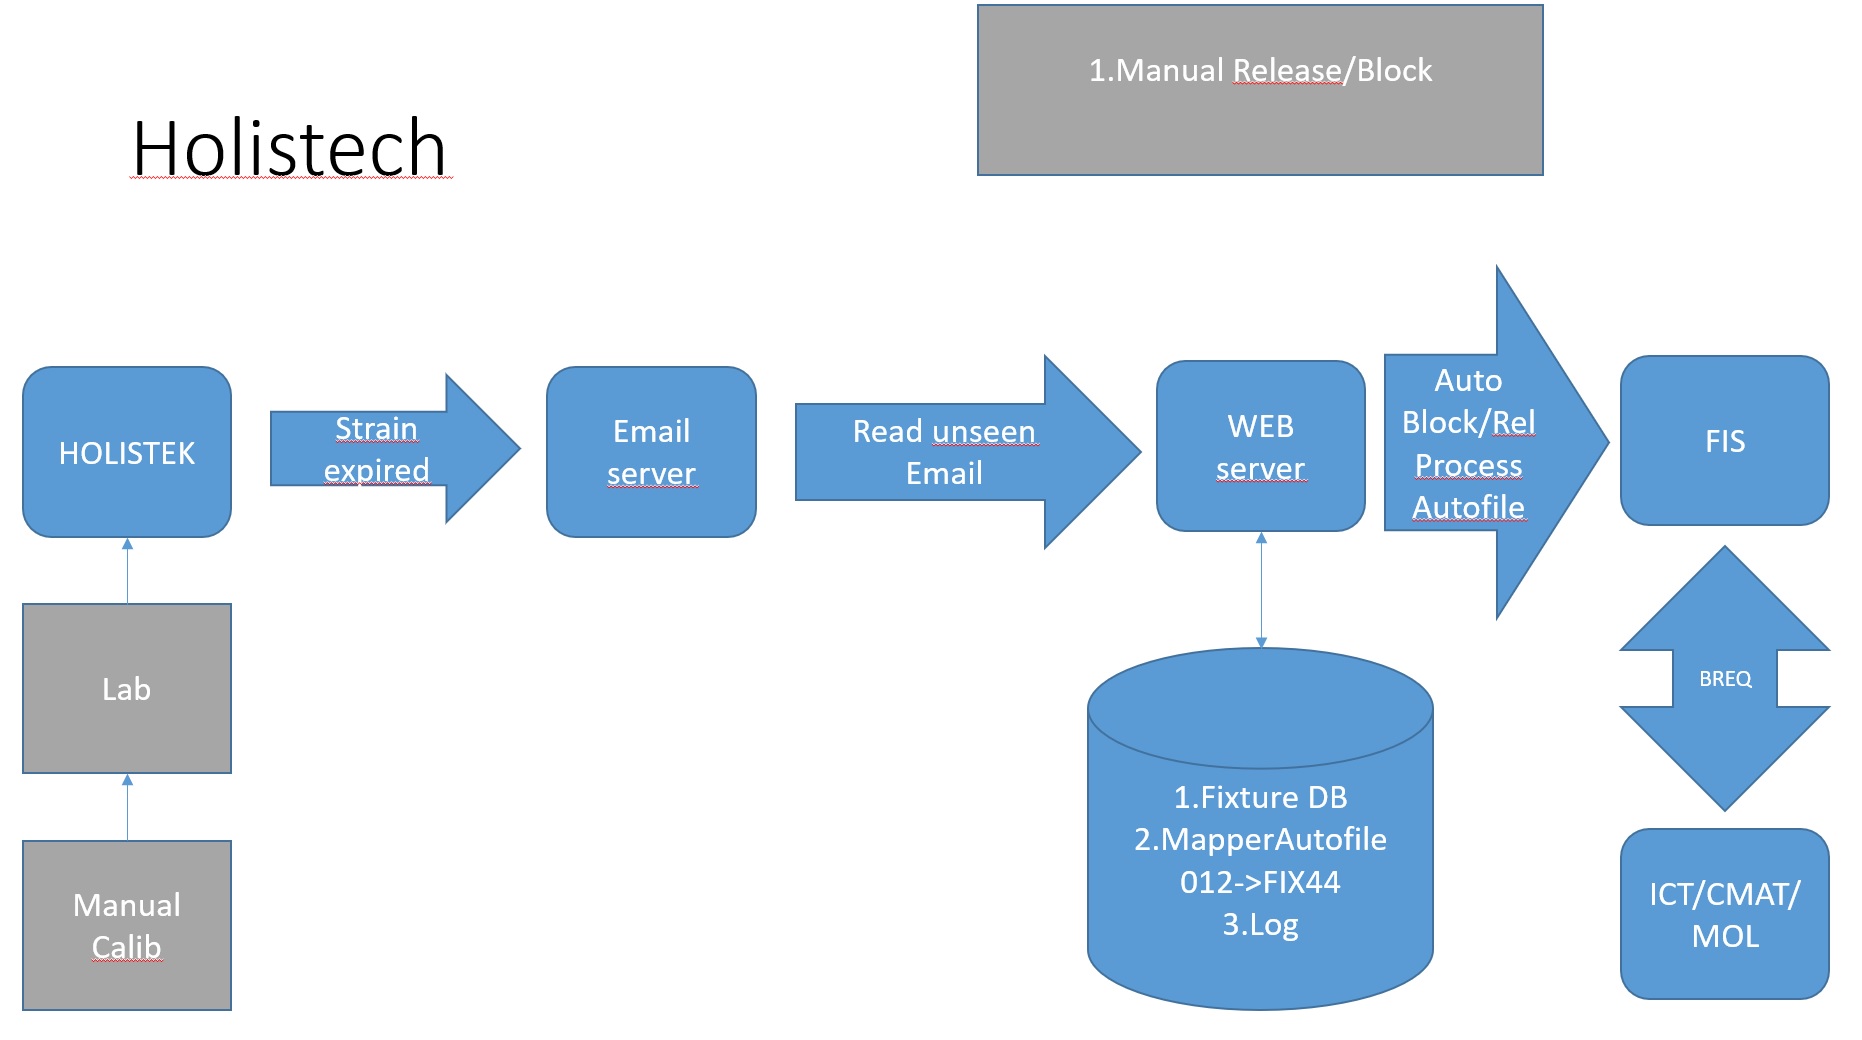 1.Manual Release/Block
Holistech
HOLISTEK
Strain
expired
Email
server
Read unseen
Email
WEB
server
Auto
Block/Rel
Process
Autofile
FIS
Lab
BREQ
Manual
Calib
1.Fixture DB
2.MapperAutofile
012->FIX44
3.Log
ICT/CMAT/
MOL